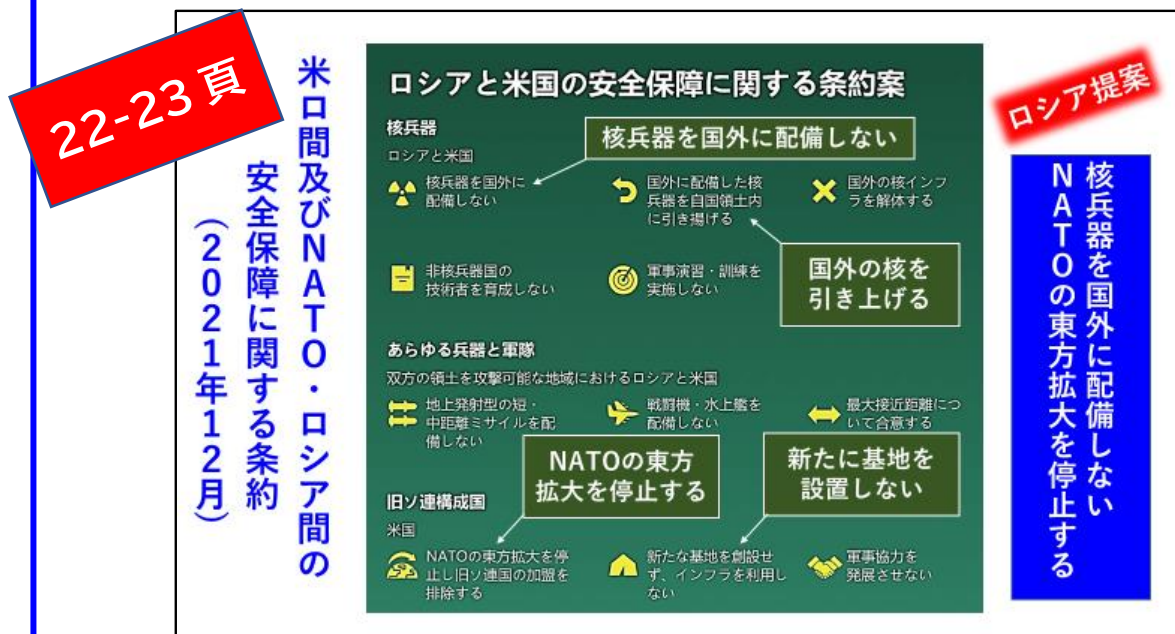 22-23頁
米ロ間及びNATO・ロシア間の
安全保障に関する条約
(2021年12月)
ロシアと米国の安全保障に関する条約案
核兵器
ロシアと米国
核兵器を国外に配備しない
核兵器を国外に
配備しない
国外に配備した核
兵器を自国領土内
に引き揚げる
国外の核インフ
ラを解体する
非核兵器国の
技術者を育成しない
軍事演習・訓練を
実施しない
国外の核を
引き上げる
あらゆる兵器と軍隊
双方の領土を攻撃可能な地域におけるロシアと米国
地上発射型の短・
中距離ミサイルを配
備しない
戦闘機・水上艦を
配備しない
最大接近距離につ
いて合意する
NATOの東方
拡大を停止する
新たに基地を
設置しない
旧ソ連構成国
米国
NATOの東方拡大を停
止し旧ソ連国の加盟を
排除する
新たな基地を創設せ
ず、インフラを利用し
ない
軍事協力を
発展させない
ロシア提案
核兵器を国外に配備しない
NATOの東方拡大を停止する